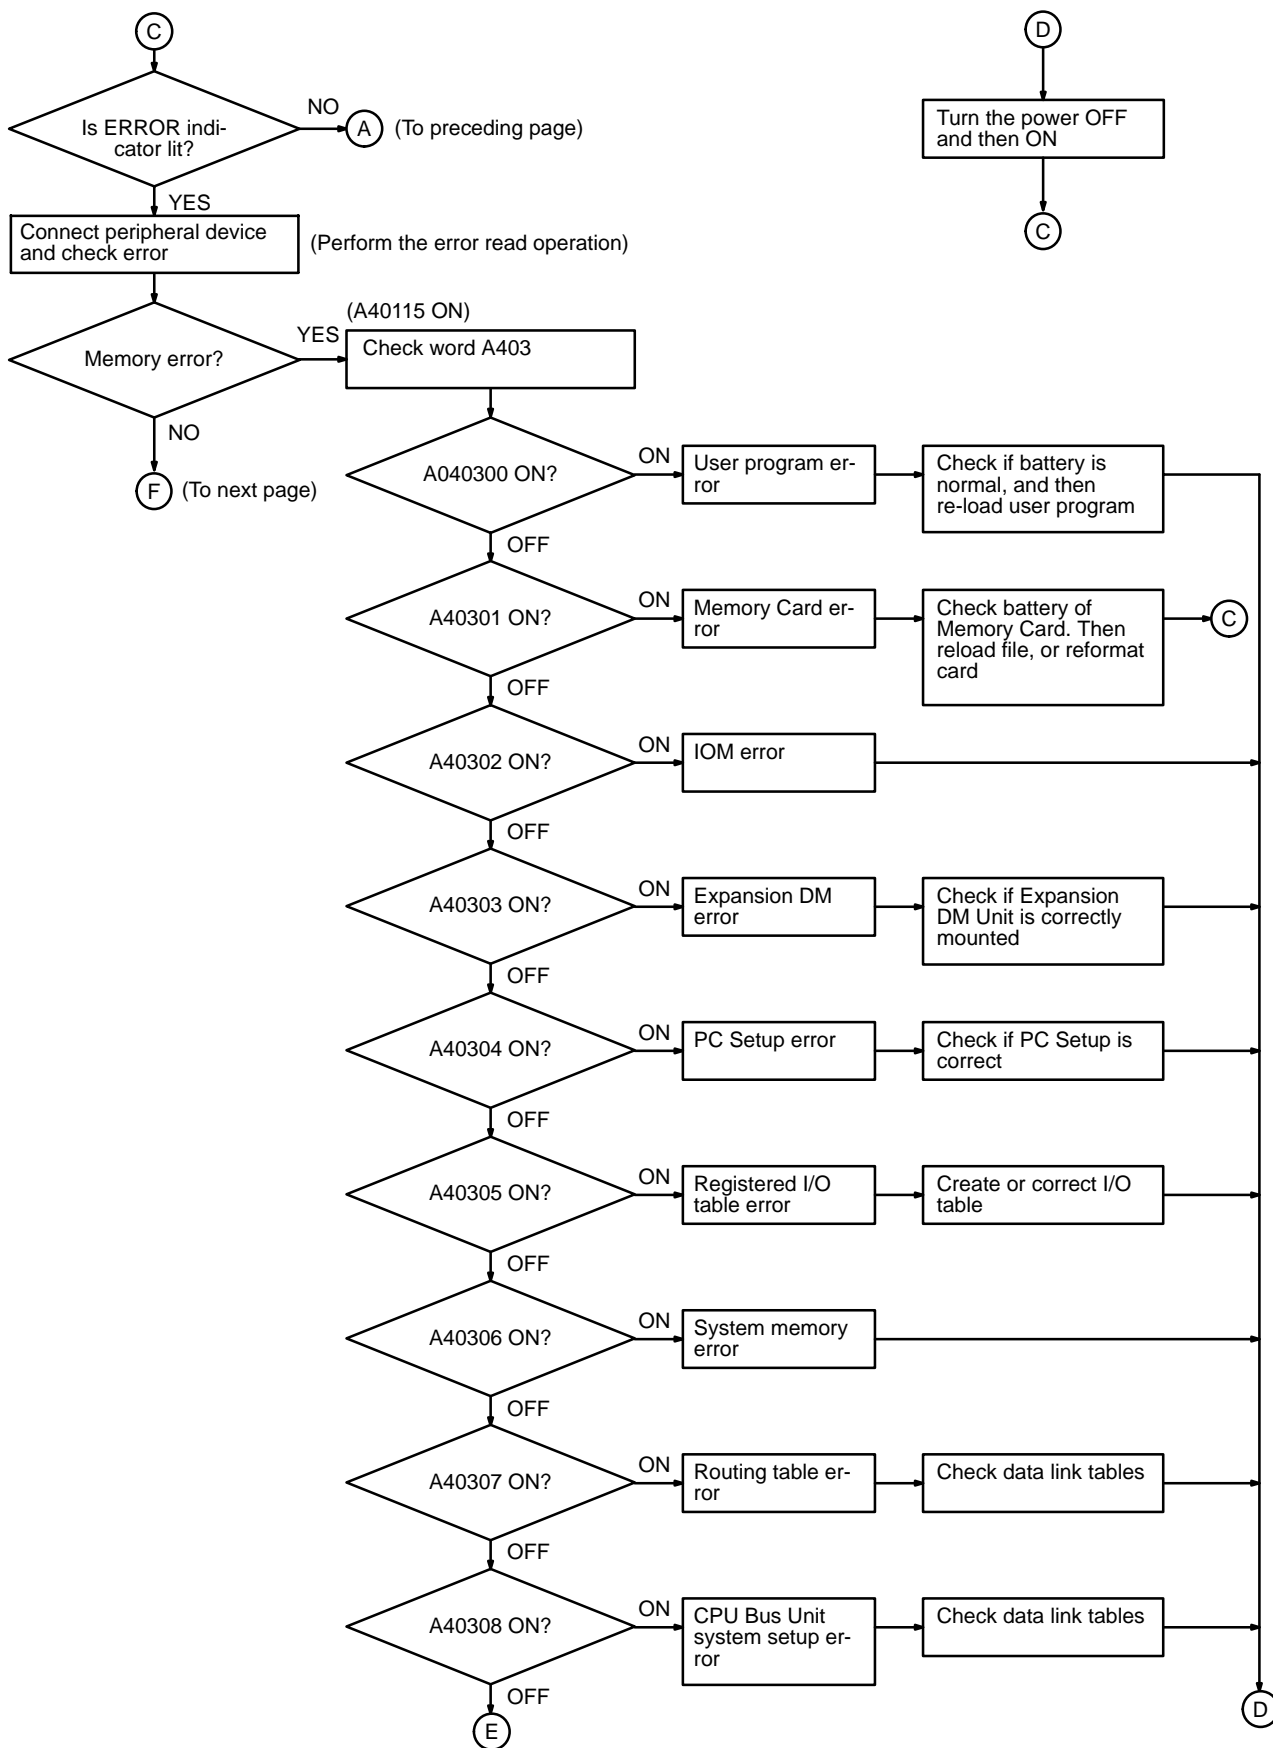 C
D
Is ERROR indi-
cator lit?
NO
A
(To preceding page)
Turn the power OFF
and then ON
C
YES
Connect peripheral device
and check error
(Perform the error read operation)
Memory error?
YES
(A40115 ON)
Check word A403
NO
F
(To next page)
A040300 ON?
ON
User program er-
ror
Check if battery is
normal, and then
re-load user program
OFF
A40301 ON?
ON
Memory Card er-
ror
Check battery of
Memory Card. Then
reload file, or reformat
card
C
OFF
A40302 ON?
ON
IOM error
OFF
A40303 ON?
ON
Expansion DM
error
Check if Expansion
DM Unit is correctly
mounted
OFF
A40304 ON?
ON
PC Setup error
Check if PC Setup is
correct
OFF
A40305 ON?
ON
Registered I/O
table error
Create or correct I/O
table
OFF
A40306 ON?
ON
System memory
error
OFF
A40307 ON?
ON
Routing table er-
ror
Check data link tables
OFF
A40308 ON?
ON
CPU Bus Unit
system setup er-
ror
Check data link tables
OFF
E
D